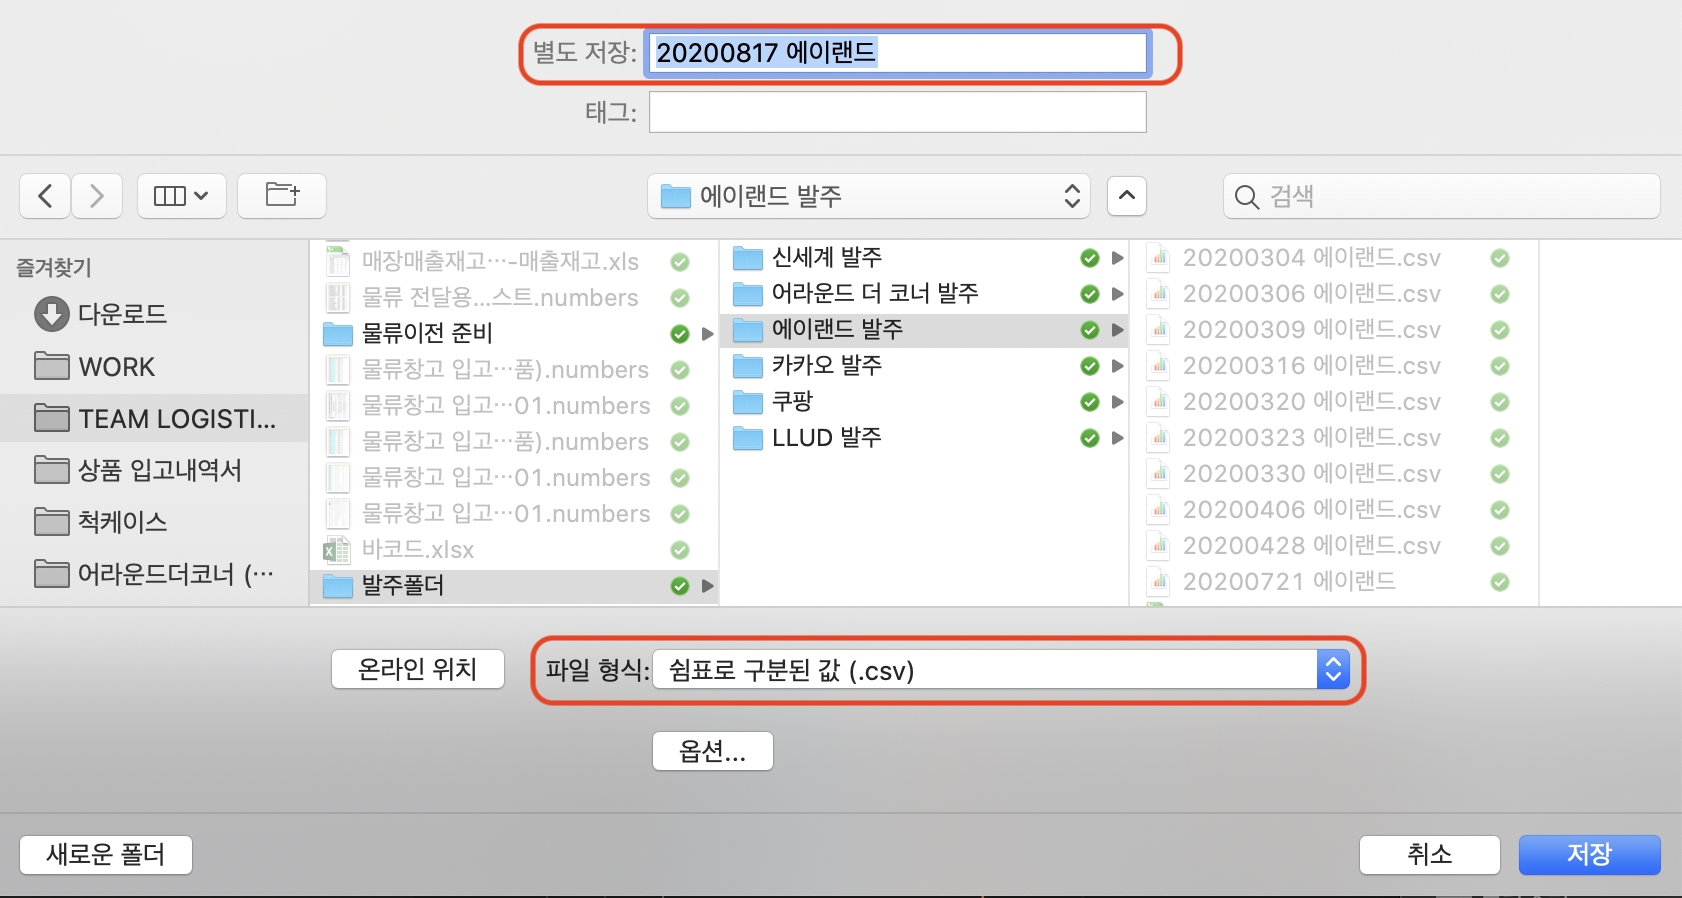 별도 저장: 20200817 에이랜드
태그:
에이랜드 발주
검색
즐겨찾기
다운로드
WORK
TEAM LOGISTI...
상품 입고내역서
척케이스
어라운드더코너 (…
매장매출재고…-매출재고.xls
물류 전달용...스트.numbers
물류이전 준비
물류창고 입고…품).numbers
물류창고 입고…01.numbers
물류창고 입고…품).numbers
물류창고 입고…01.numbers
물류창고 입고…01.numbers
바코드.xlsx
발주폴더
신세계 발주
어라운드 더 코너 발주
에이랜드 발주
카카오 발주
쿠팡
LLUD 발주
20200304 에이랜드.csv
20200306 에이랜드.csv
20200309 에이랜드.csv
20200316 에이랜드.csv
20200320 에이랜드.csv
20200323 에이랜드.csv
20200330 에이랜드.csv
20200406 에이랜드.csv
20200428 에이랜드.csv
20200721 에이랜드
온라인 위치
파일 형식: 쉼표로 구분된 값 (.csv)
옵션...
새로운 폴더
취소
저장